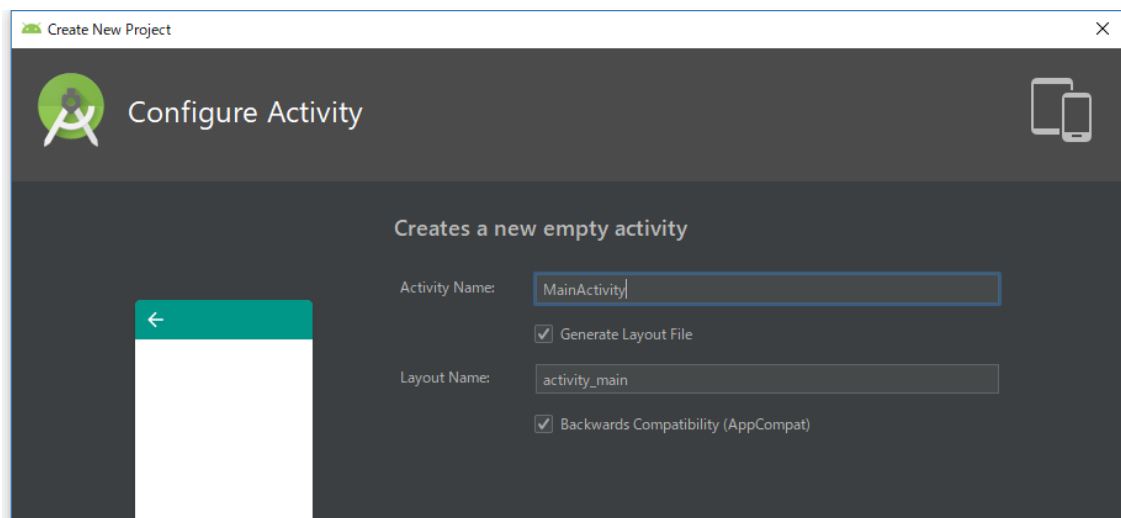 Create New Project
Configure Activity
Creates a new empty activity
Activity Name:
MainActivity
Generate Layout File
Layout Name:
activity_main
Backwards Compatibility (AppCompat)